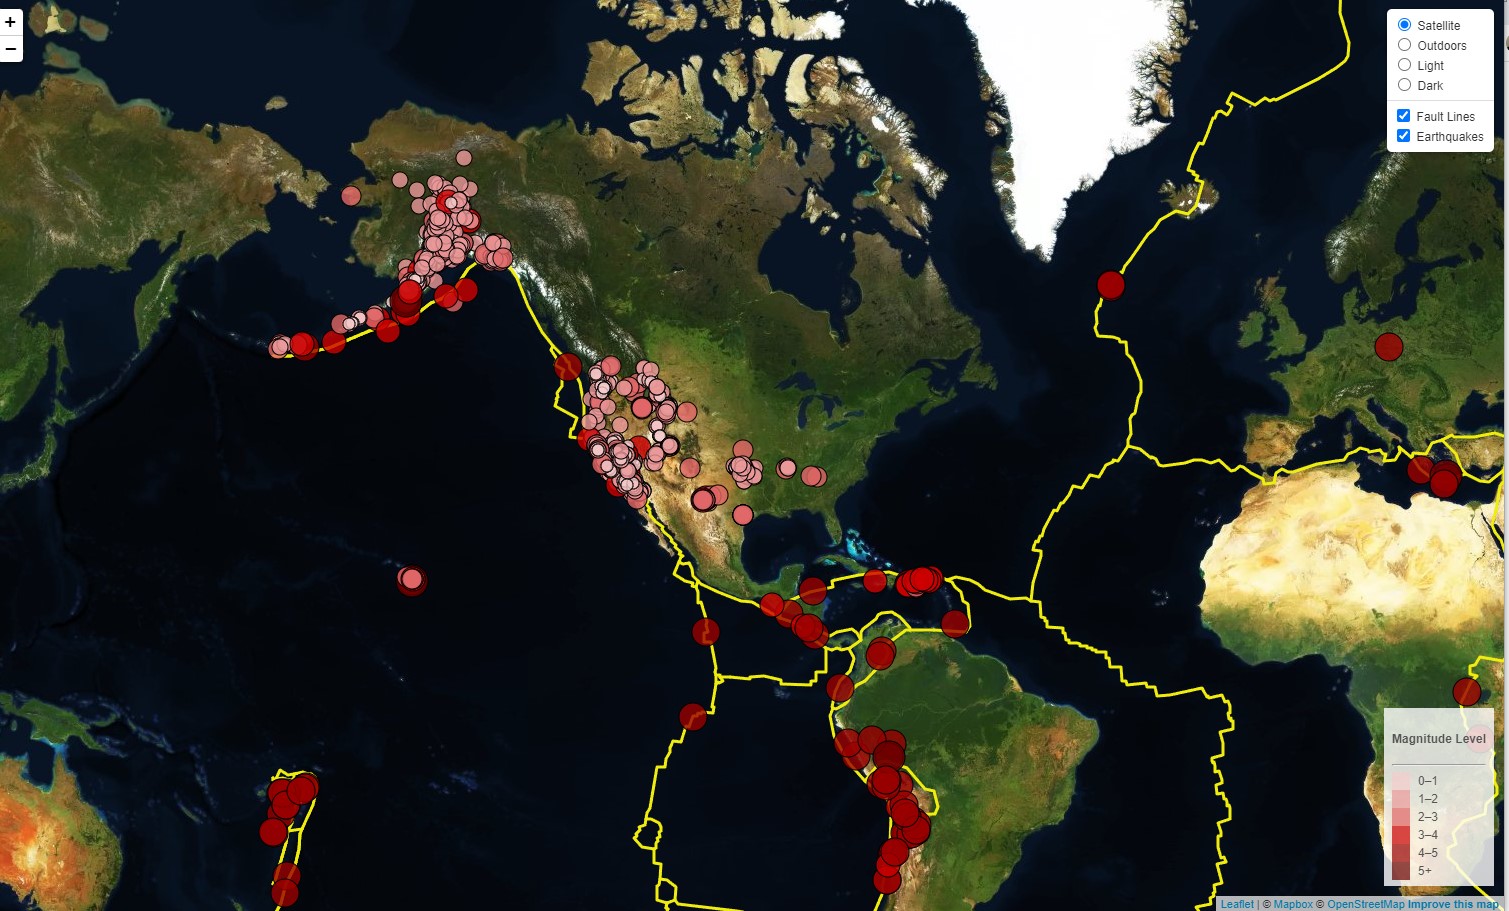 +
−
Satellite
Outdoors
Light
Dark
Fault Lines
Earthquakes
Magnitude Level
0–1
1–2
2–3
3–4
4–5
5+
Leaflet | © Mapbox © OpenStreetMap Improve this map